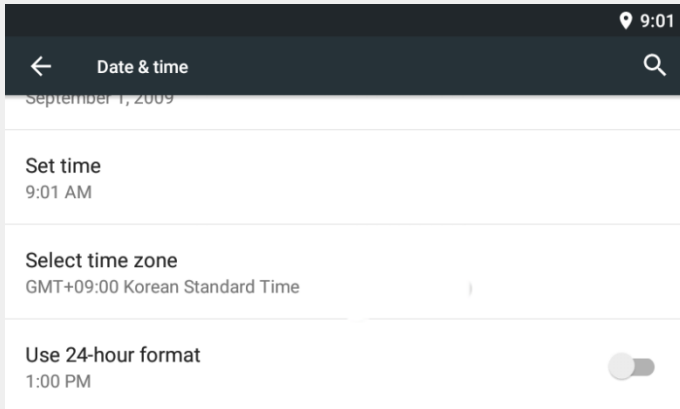 9:01
Date & time
September 1, 2009
Set time
9:01 AM
Select time zone
GMT+09:00 Korean Standard Time
Use 24-hour format
1:00 PM